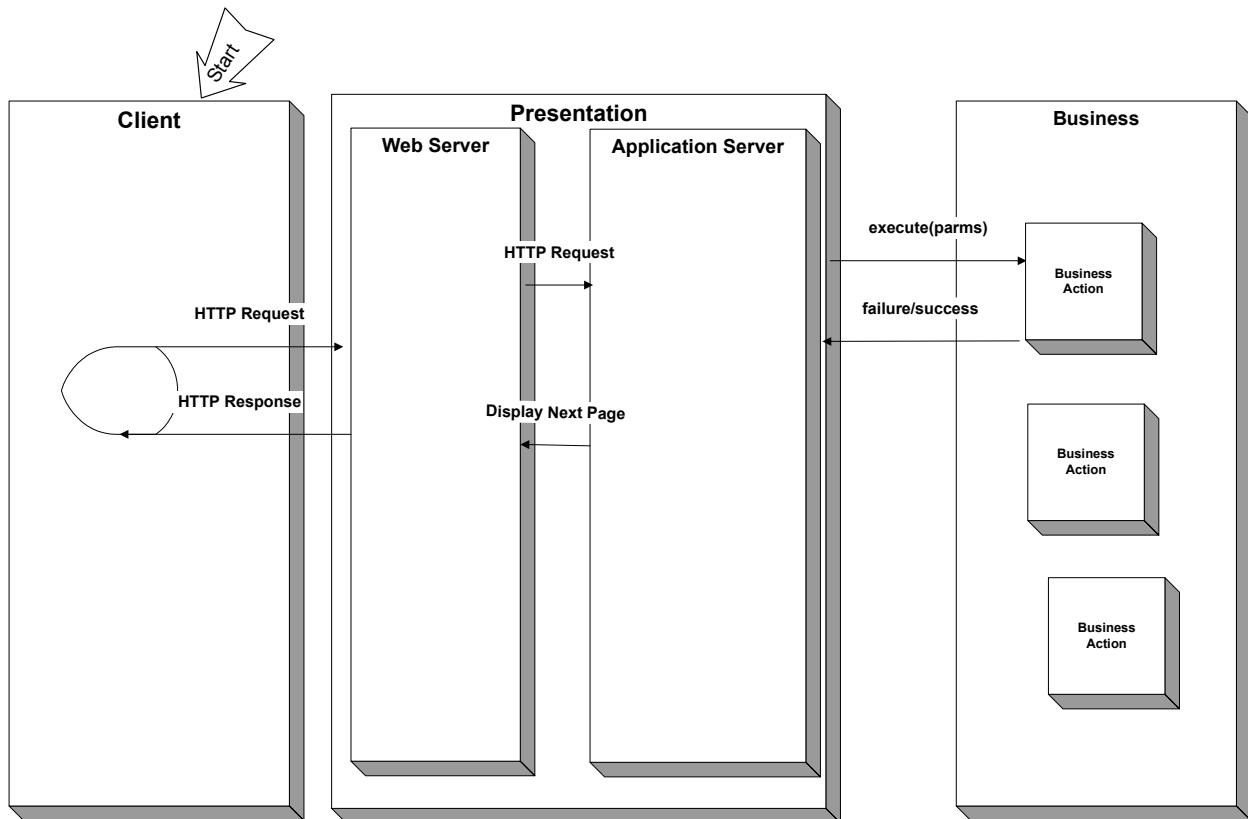 Start
Client
Presentation
Business
Web Server
Application Server
execute(parms)
HTTP Request
Business
Action
failure/success
HTTP Request
HTTP Response
Display Next Page
Business
Action
Business
Action